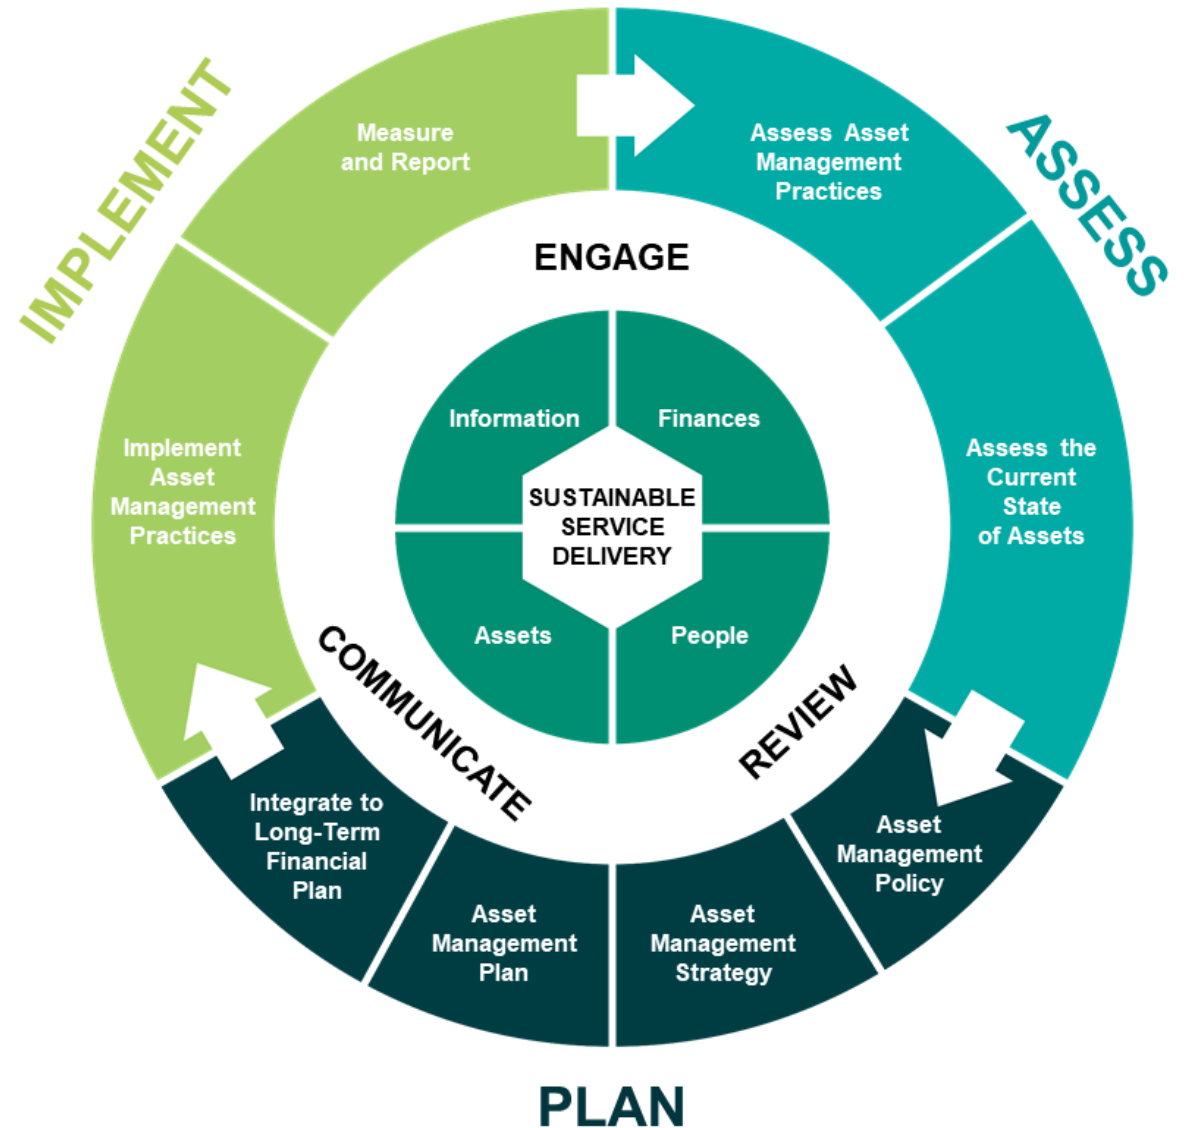 IMPLEMENT
ASSESS
Measure
and Report
Assess Asset
Management
Practices
ENGAGE
Information
Finances
Implement
Asset
Management
Practices
SUSTAINABLE
SERVICE
DELIVERY
Assess the
Current
State
of Assets
Assets
People
COMMUNICATE
REVIEW
Integrate to
Long-Term
Financial
Plan
Asset
Management
Plan
Asset
Management
Strategy
Asset
Management
Policy
PLAN